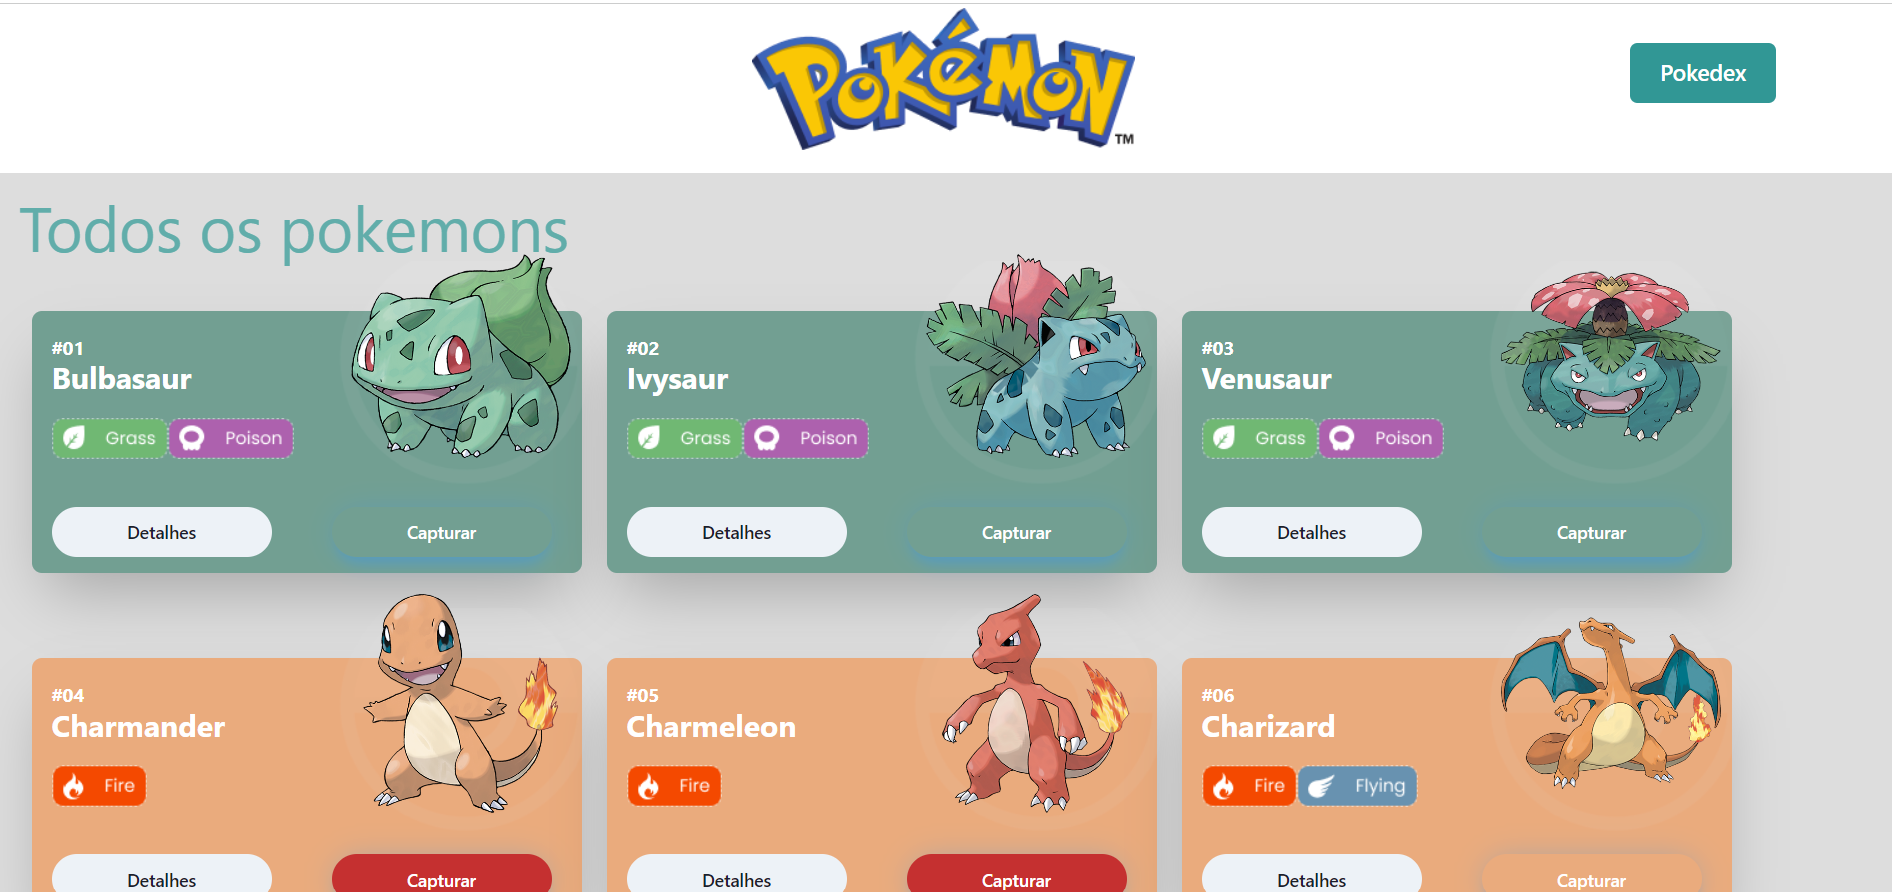 POKéMON TM
Pokedex
Todos os pokemons
#01
Bulbasaur
Grass Poison
Detalhes Capturar
#02
Ivysaur
Grass Poison
Detalhes Capturar
#03
Venusaur
Grass Poison
Detalhes Capturar
#04
Charmander
Fire
Detalhes Capturar
#05
Charmeleon
Fire
Detalhes Capturar
#06
Charizard
Fire Flying
Detalhes Capturar